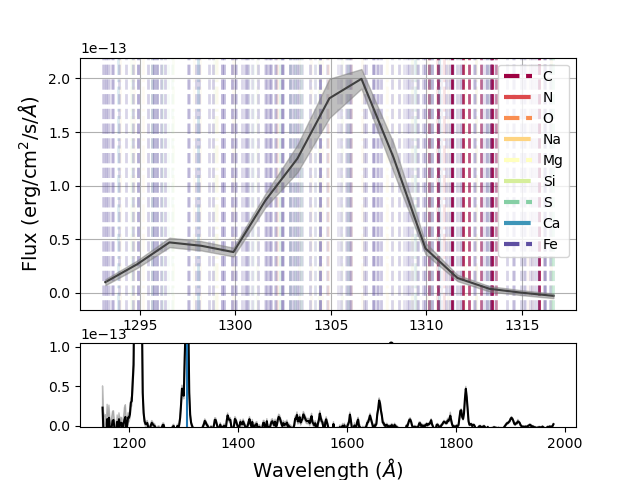 1e−13
2.0
1.5
1.0
0.5
0.0
Flux (erg/cm²/s/Å)
C
N
O
Na
Mg
Si
S
Ca
Fe
1295 1300 1305 1310 1315
1e−13
1.0
0.5
0.0
1200 1400 1600 1800 2000
Wavelength (Å)